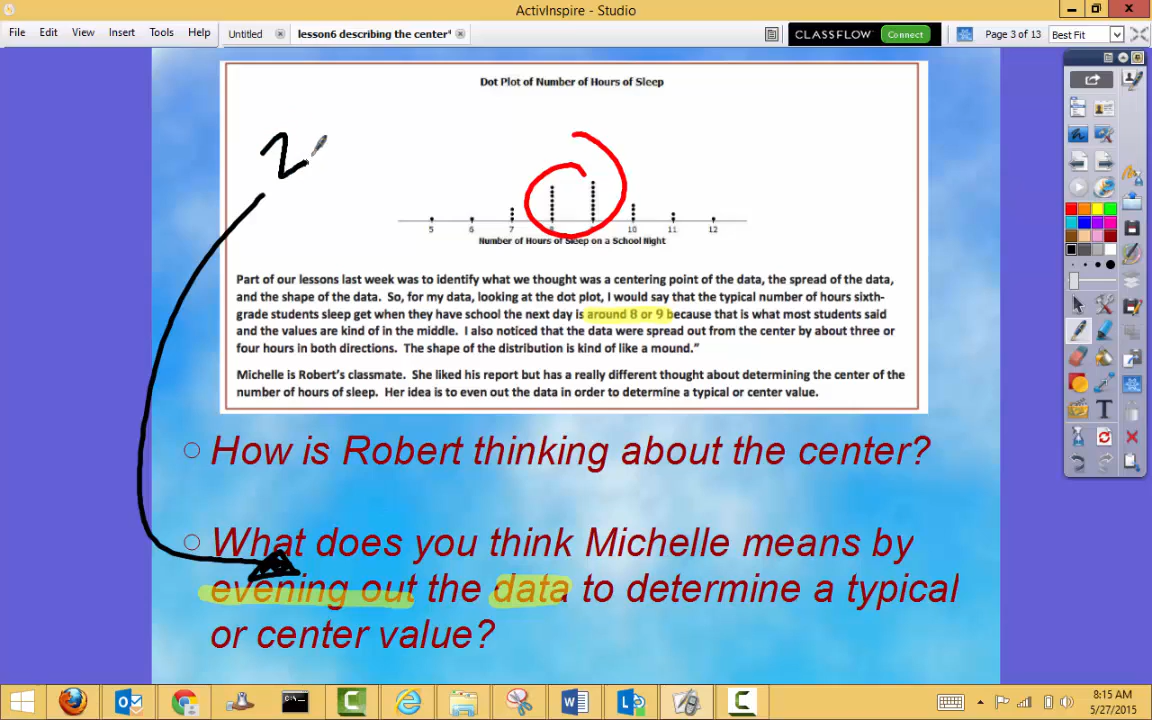 ActivInspire - Studio
File Edit View Insert Tools Help Untitled lesson6 describing the center* CLASSFLOW Connect Page 3 of 13 Best Fit
Dot Plot of Number of Hours of Sleep
2
5 6 7 8 9 10 11 12
Number of Hours of Sleep on a School Night
Part of our lessons last week was to identify what we thought was a centering point of the data, the spread of the data,
and the shape of the data. So, for my data, looking at the dot plot, I would say that the typical number of hours sixth-
grade students sleep get when they have school the next day is around 8 or 9 because that is what most students said
and the values are kind of in the middle. I also noticed that the data were spread out from the center by about three or
four hours in both directions. The shape of the distribution is kind of like a mound.”
Michelle is Robert’s classmate. She liked his report but has a really different thought about determining the center of the
number of hours of sleep. Her idea is to even out the data in order to determine a typical or center value.
How is Robert thinking about the center?
What does you think Michelle means by
evening out the data to determine a typical
or center value?
8:15 AM
5/27/2015